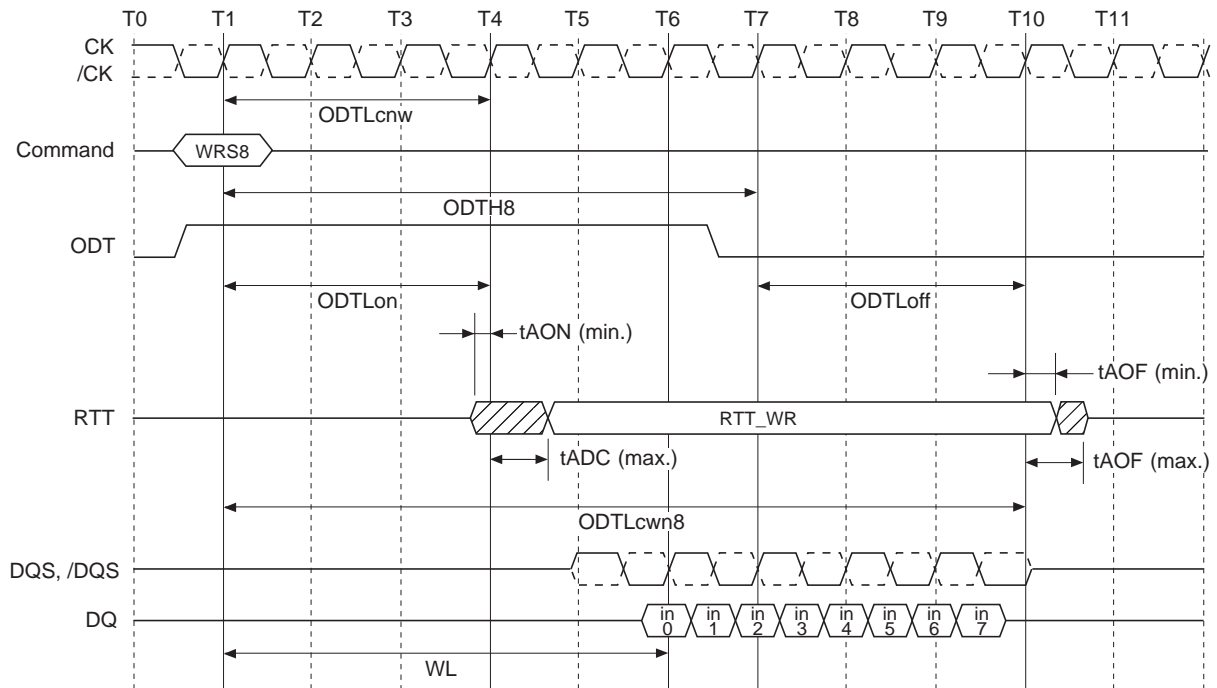 T0 T1 T2 T3 T4 T5 T6 T7 T8 T9 T10 T11
CK
/CK
ODTLcnw
Command
WRS8
ODTH8
ODT
ODTLon
ODTLoff
tAON (min.)
tAOF (min.)
RTT
RTT_WR
tADC (max.)
tAOF (max.)
ODTLcwn8
DQS, /DQS
DQ
in 0
in 1
in 2
in 3
in 4
in 5
in 6
in 7
WL